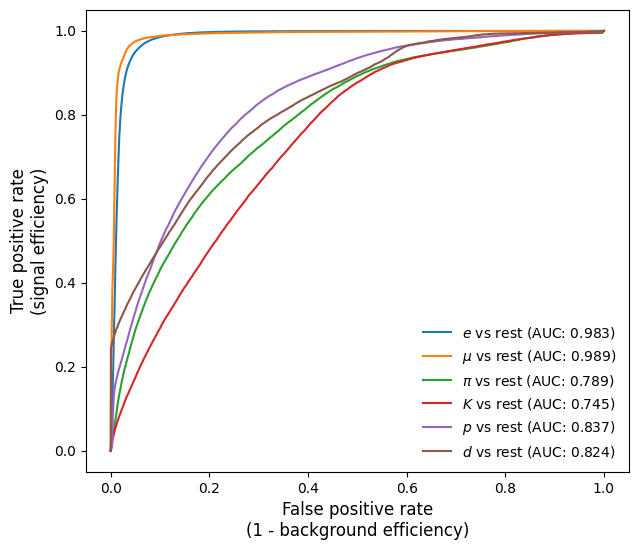 1.0
0.8
0.6
0.4
0.2
0.0
True positive rate
(signal efficiency)
e vs rest (AUC: 0.983)
μ vs rest (AUC: 0.989)
π vs rest (AUC: 0.789)
K vs rest (AUC: 0.745)
p vs rest (AUC: 0.837)
d vs rest (AUC: 0.824)
0.0 0.2 0.4 0.6 0.8 1.0
False positive rate
(1 - background efficiency)